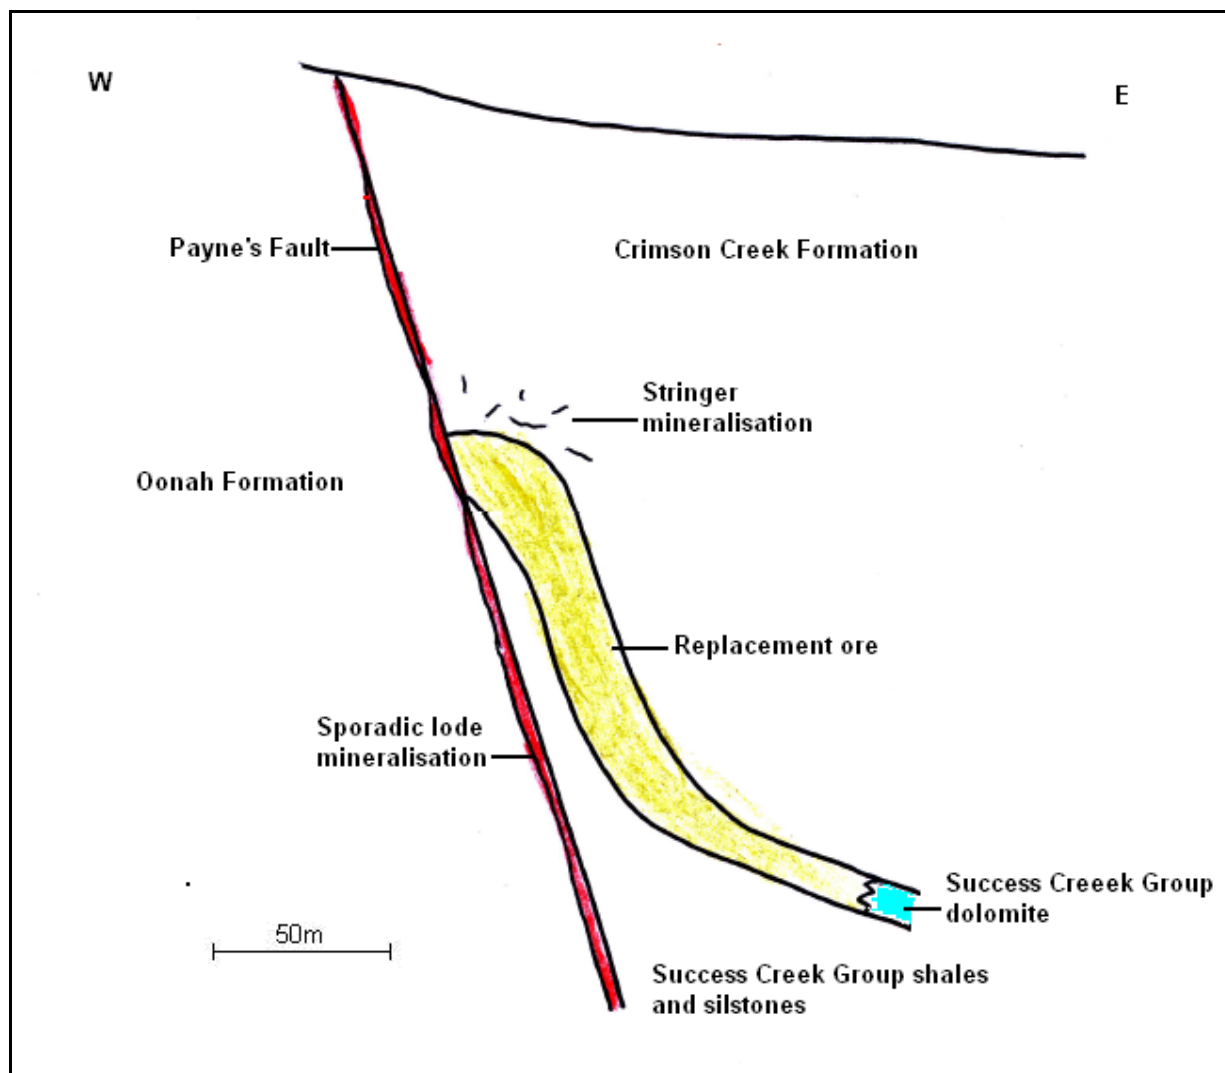 W
E
Payne's Fault
Crimson Creek Formation
Stringer
mineralisation
Oonah Formation
Replacement ore
Sporadic lode
mineralisation
Success Creeek Group
dolomite
50m
Success Creek Group shales
and silstones